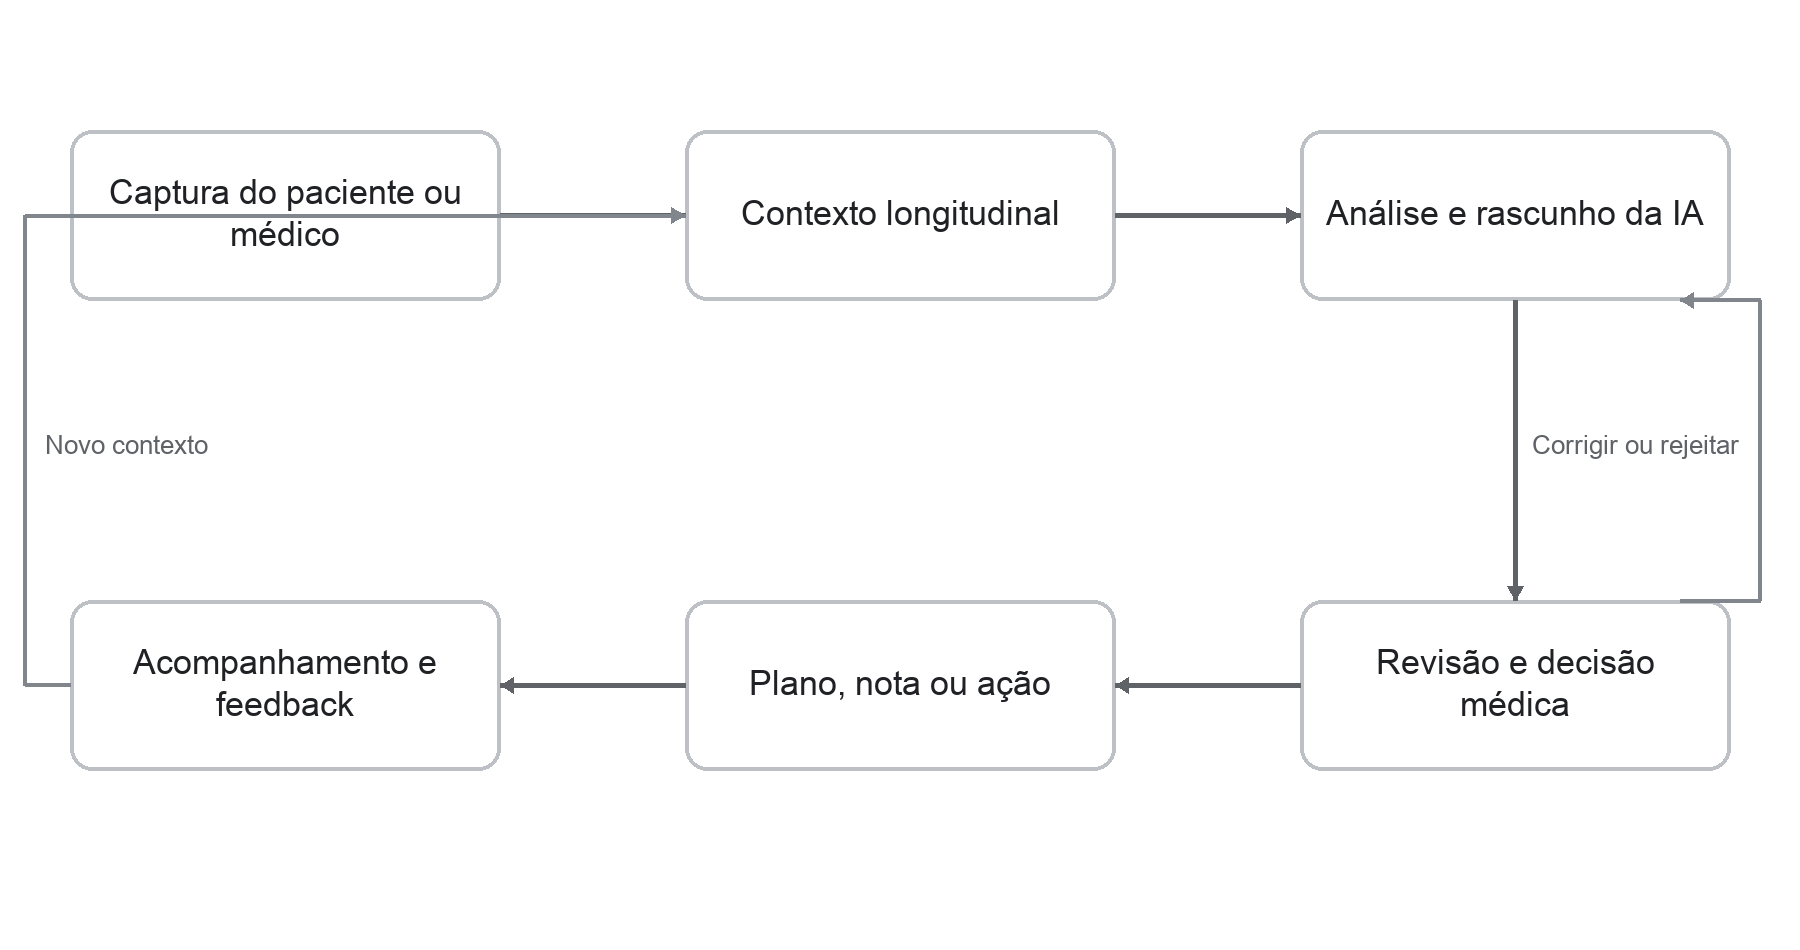 Captura do paciente ou
médico
Contexto longitudinal
Análise e rascunho da IA
Novo contexto
Corrigir ou rejeitar
Acompanhamento e
feedback
Plano, nota ou ação
Revisão e decisão
médica